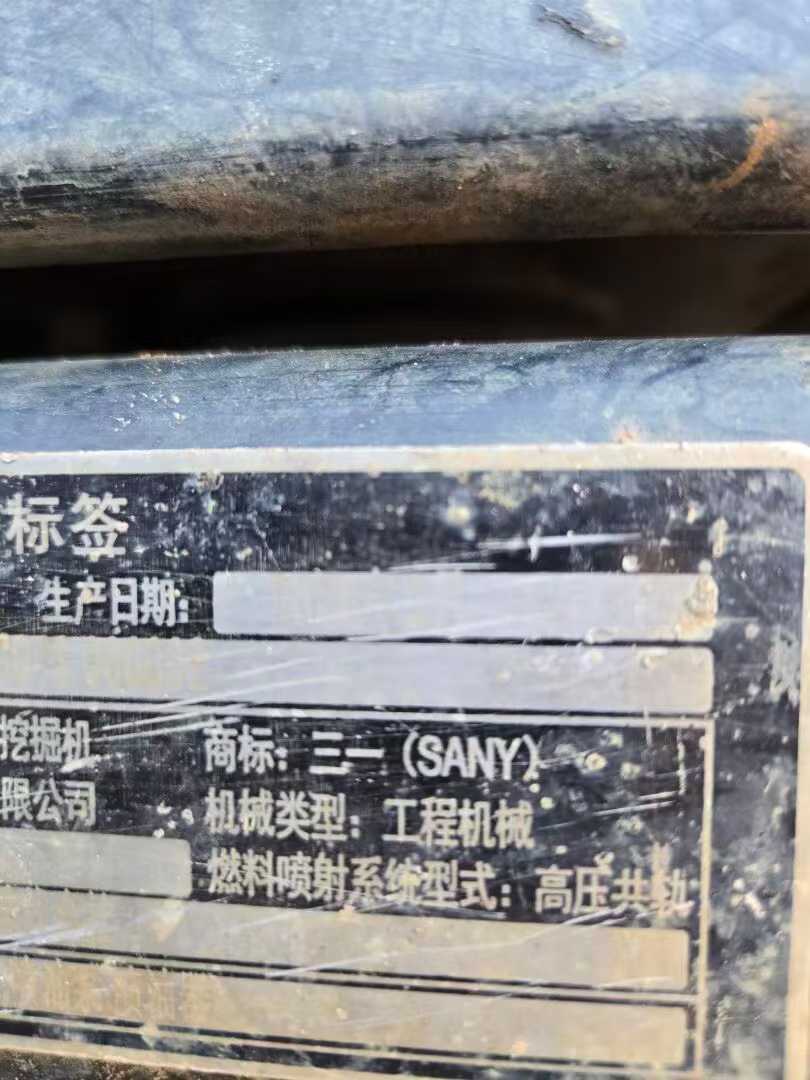 标签
生产日期:
挖掘机 商标: 三一 (SANY)
限公司 机械类型: 工程机械
燃料喷射系统型式: 高压共轨